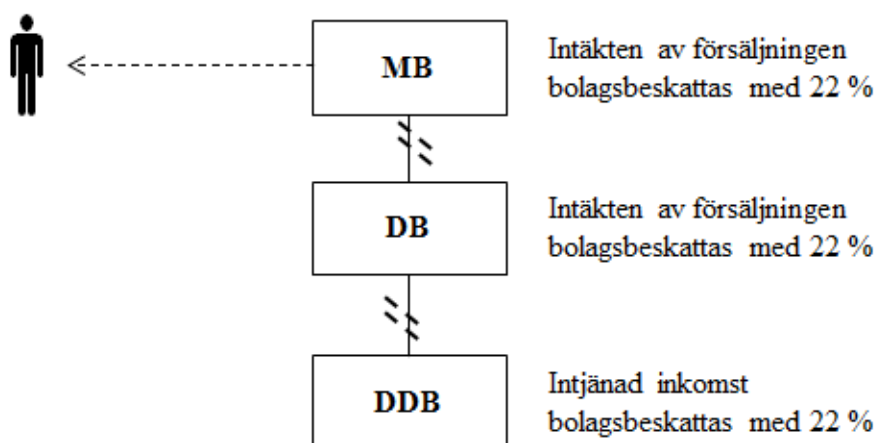 MB
Intäkten av försäljningen
bolagsbeskattas med 22 %
DB
Intäkten av försäljningen
bolagsbeskattas med 22 %
DDB
Intjänad inkomst
bolagsbeskattas med 22 %